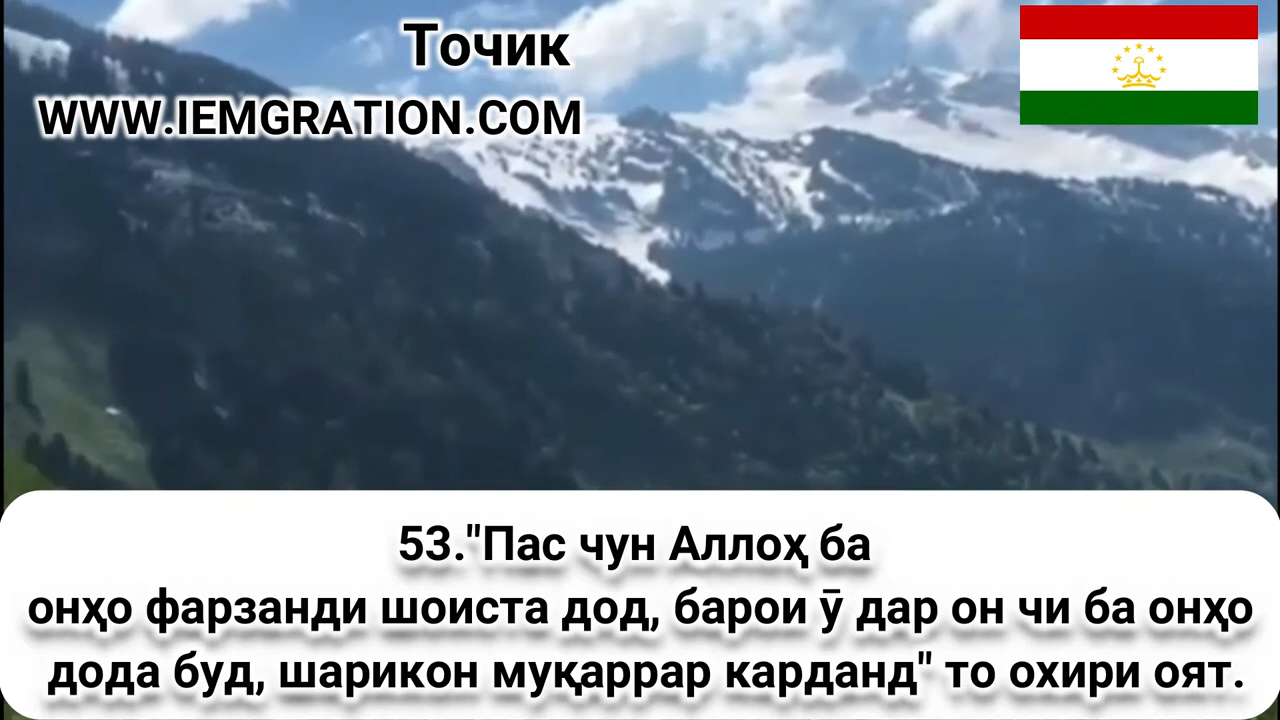 Точик
WWW.IEMGRATION.COM
53."Пас чун Аллоҳ ба
онҳо фарзанди шоиста дод, барои ӯ дар он чи ба онҳо
дода буд, шарикон муқаррар карданд" то охири оят.